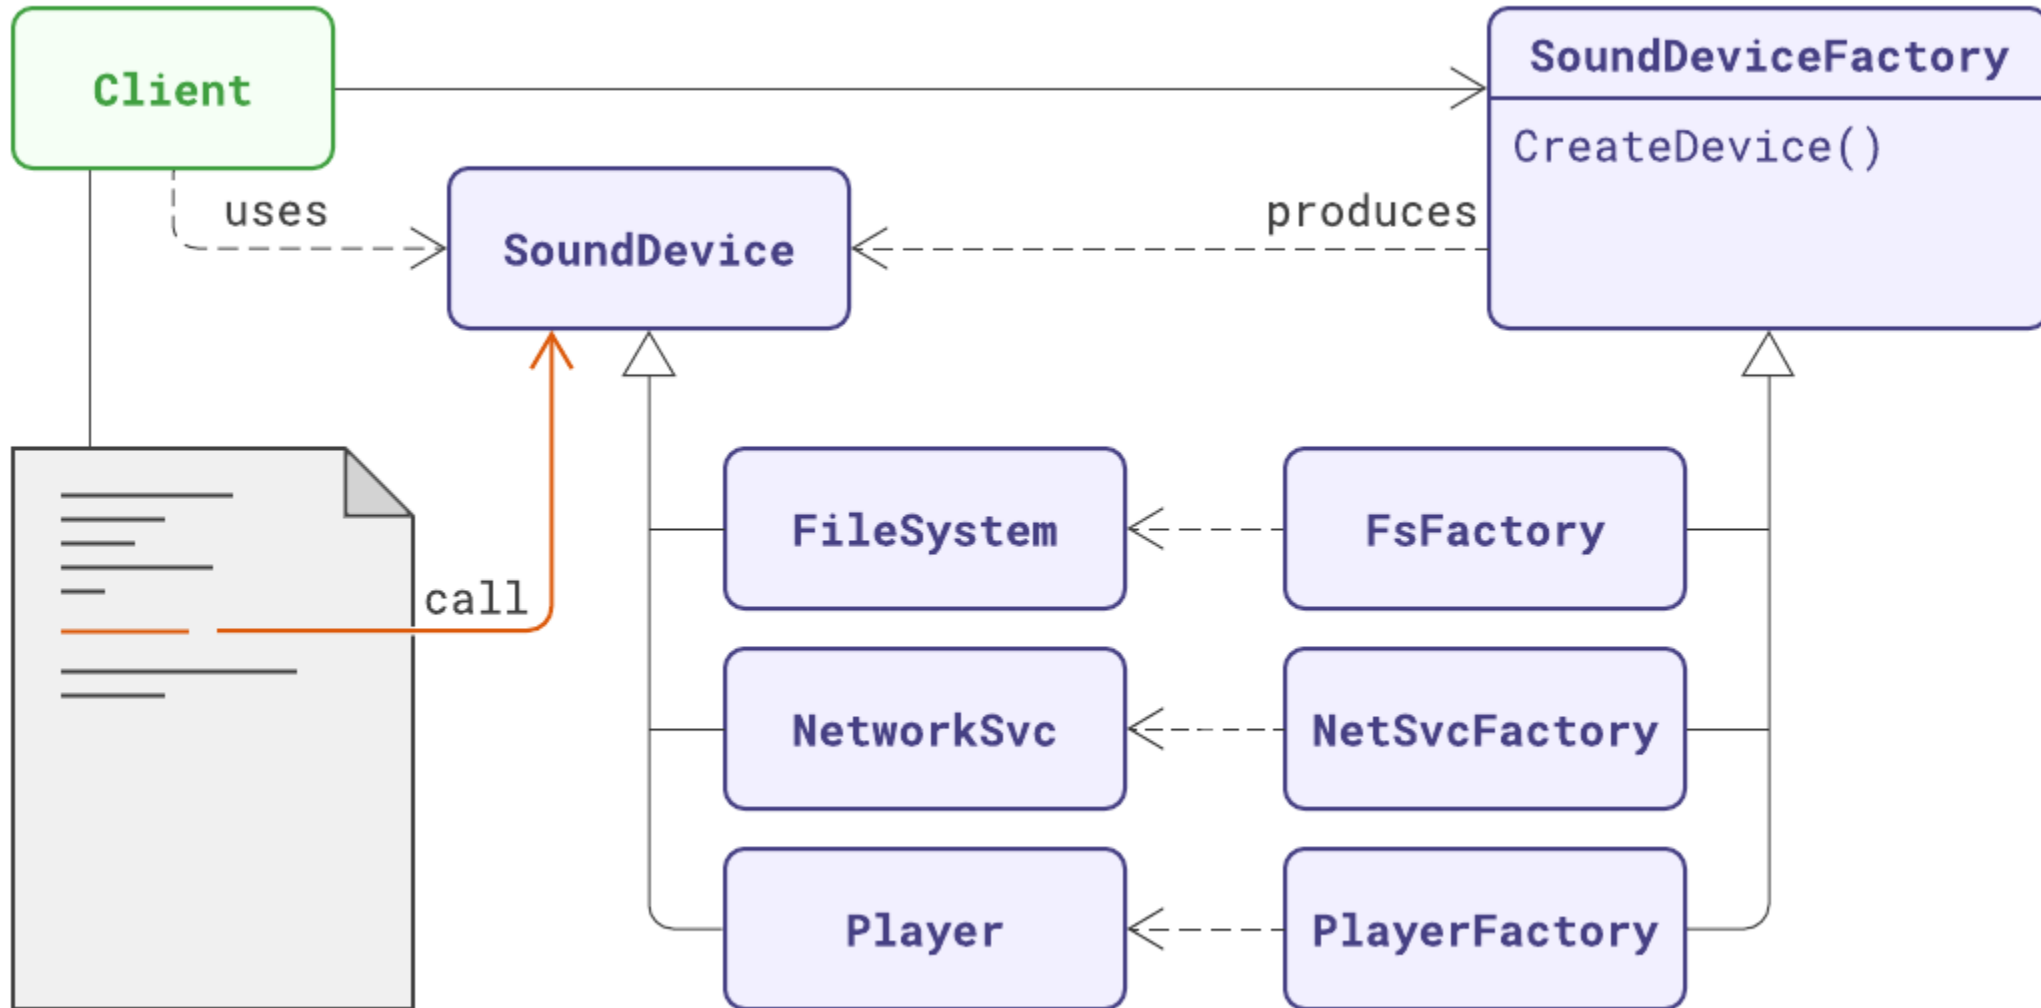 Client
SoundDeviceFactory
CreateDevice()
uses
SoundDevice
produces
FileSystem
FsFactory
call
NetworkSvc
NetSvcFactory
Player
PlayerFactory